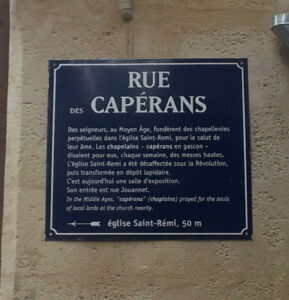 RUE
DES CAPÉRANS
Des seigneurs, au Moyen Âge, fondèrent des chapellenies
perpétuelles dans l'église Saint-Remi, pour le salut de
leur âme. Les chapelains – capérans en gascon –
disaient pour eux, chaque semaine, des messes hautes.
L'église Saint-Remi a été désaffectée sous la Révolution,
puis transformée en dépôt lapidaire.
C'est aujourd'hui une salle d'exposition.
Son entrée est rue Jouannet.
In the Middle Ages, "capérans" (chaplains) prayed for the souls
of local lords at the church nearby.
église Saint-Rémi, 50 m